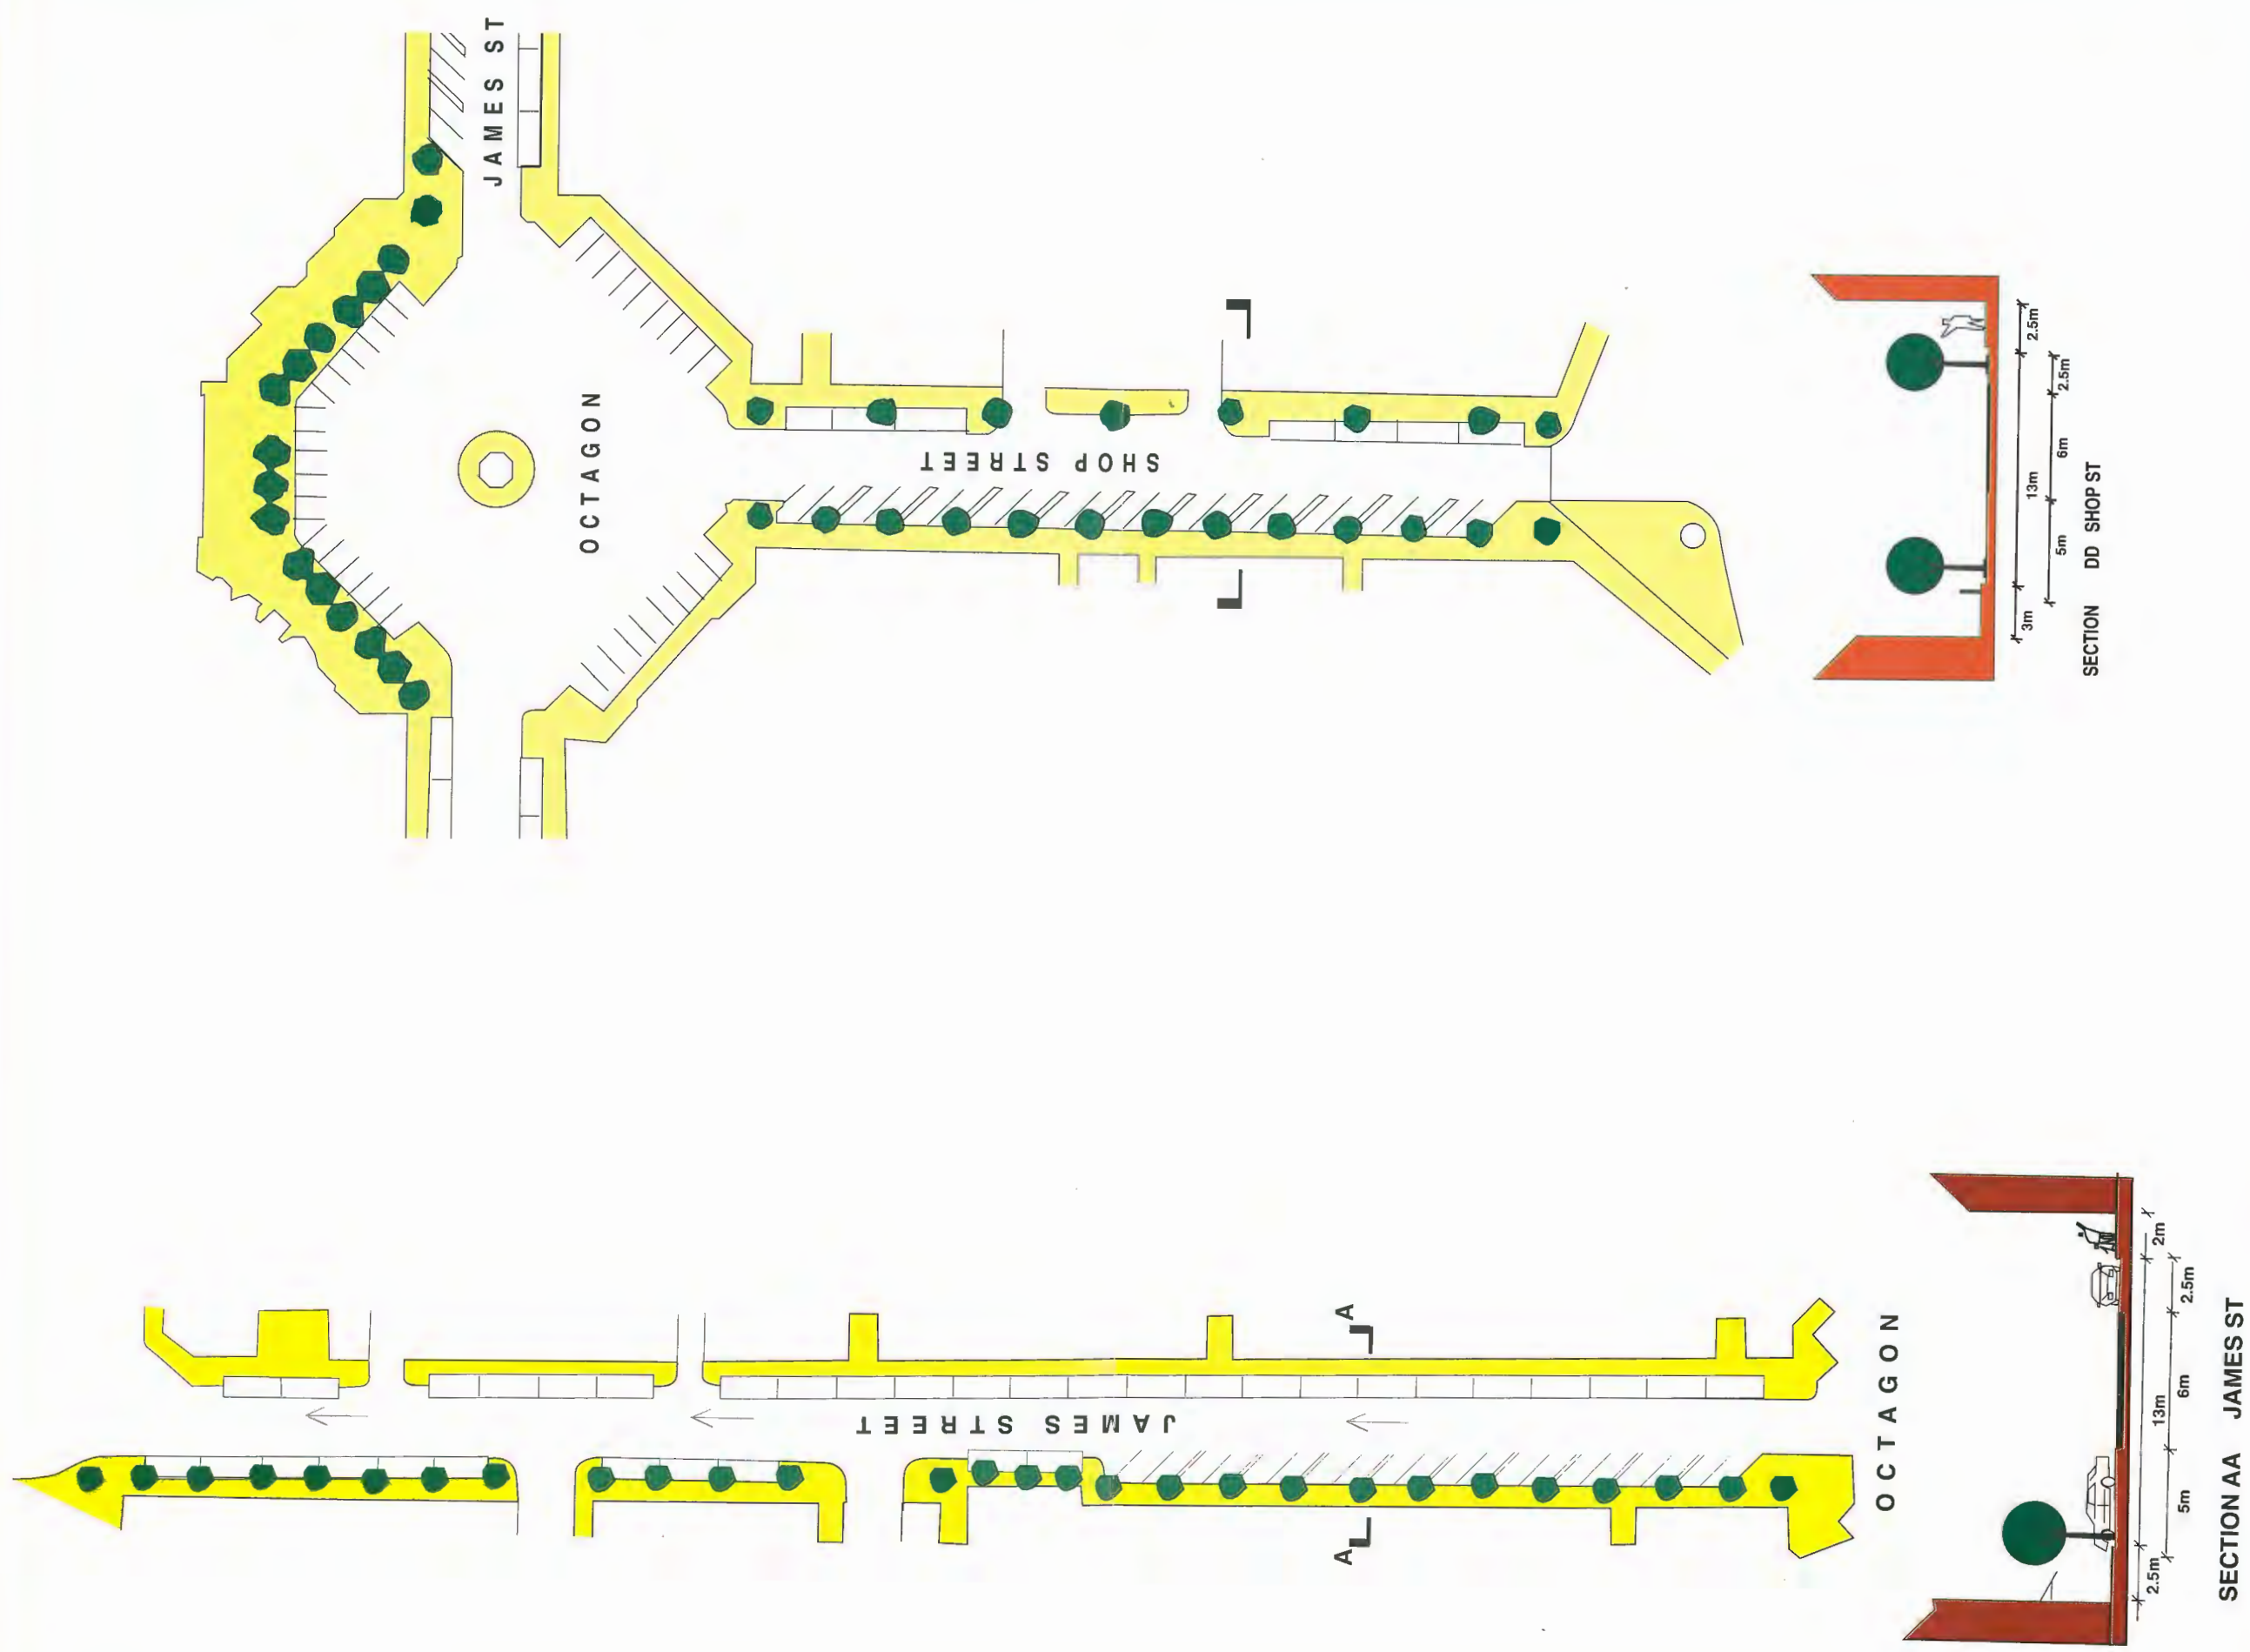 JAMES ST
OCTAGON
SHOP STREET
2.5m
2.5m
6m
13m
5m
3m
SECTION DD SHOP ST
JAMES STREET
A
A
OCTAGON
2m
2.5m
6m
13m
5m
2.5m
SECTION AA JAMES ST